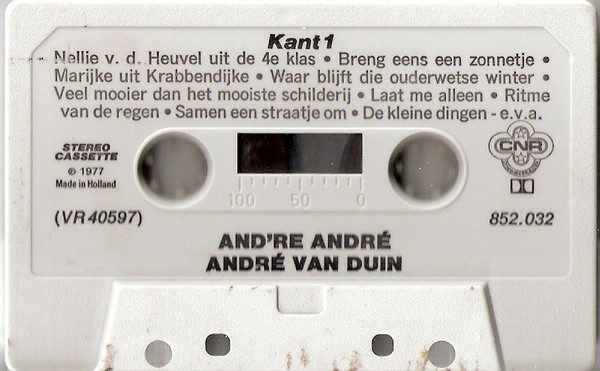 Kant 1
Nellie v. d. Heuvel uit de 4e klas • Breng eens een zonnetje •
Marijke uit Krabbendijke • Waar blijft die ouderwetse winter •
Veel mooier dan het mooiste schilderij • Laat me alleen • Ritme
van de regen • Samen een straatje om • De kleine dingen - e.v.a.
STEREO
CASSETTE
℗ 1977
Made in Holland
100 50 0
CNR
(VR 40597)
852.032
AND'RE ANDRÉ
ANDRÉ VAN DUIN